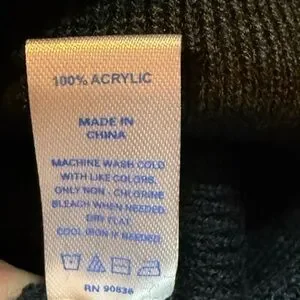 100% ACRYLIC
MADE IN
CHINA
MACHINE WASH COLD
WITH LIKE COLORS.
ONLY NON - CHLORINE
BLEACH WHEN NEEDED.
DRY FLAT.
COOL IRON IF NEEDED.
RN 90836